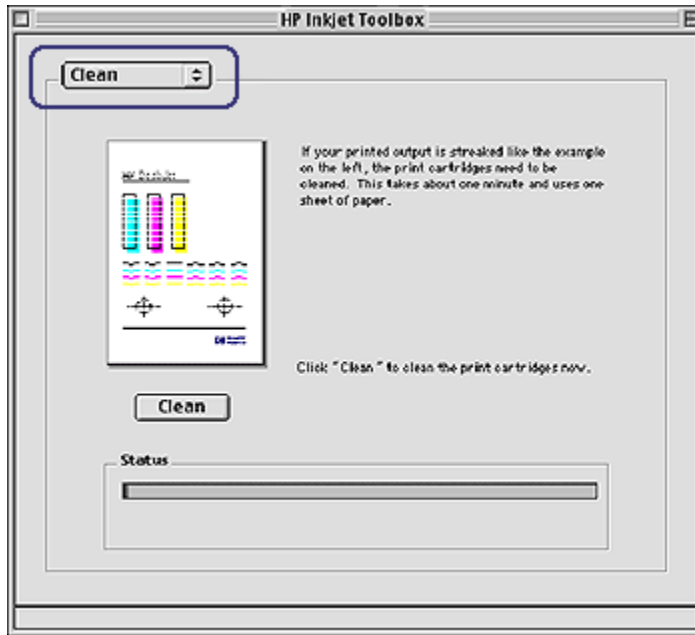 HP Inkjet Toolbox
Clean
If your printed output is streaked like the example
on the left, the print cartridges need to be
cleaned. This takes about one minute and uses one
sheet of paper.
Click "Clean" to clean the print cartridges now.
Clean
Status